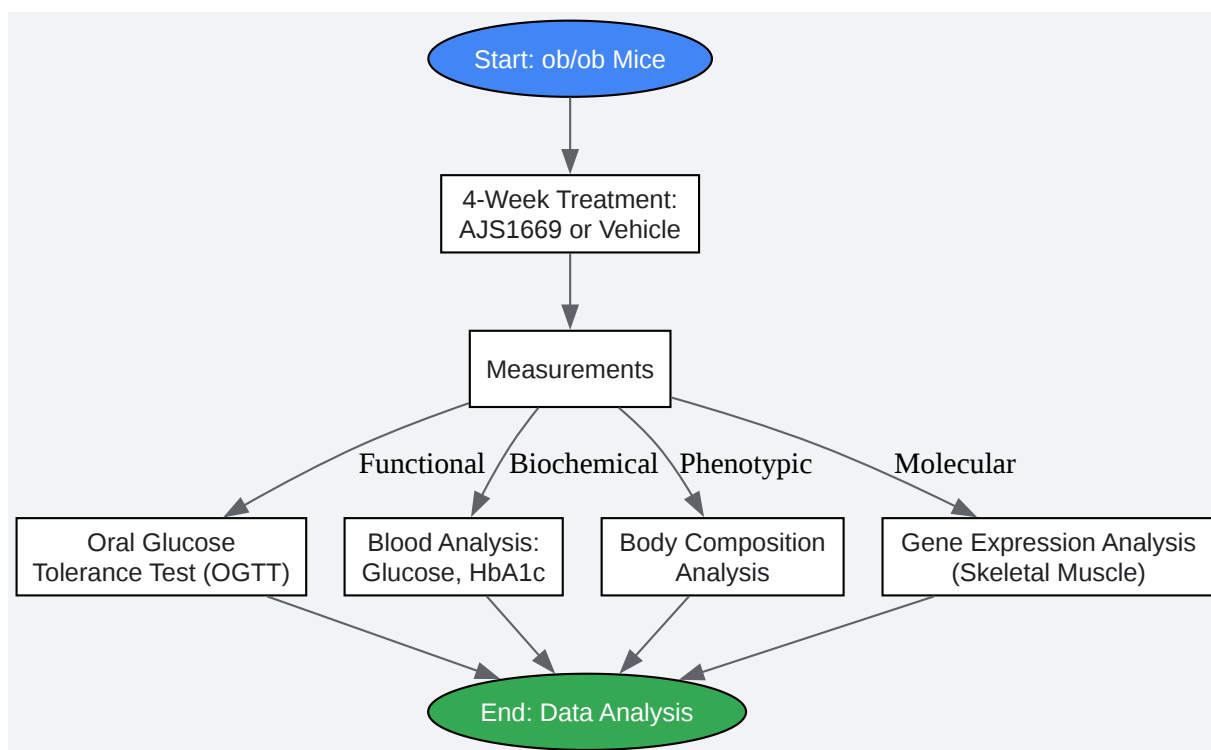 Start: ob/ob Mice
4-Week Treatment:
AJS1669 or Vehicle
Measurements
Functional
Biochemical
Phenotypic
Molecular
Oral Glucose
Tolerance Test (OGTT)
Blood Analysis:
Glucose, HbA1c
Body Composition
Analysis
Gene Expression Analysis
(Skeletal Muscle)
End: Data Analysis